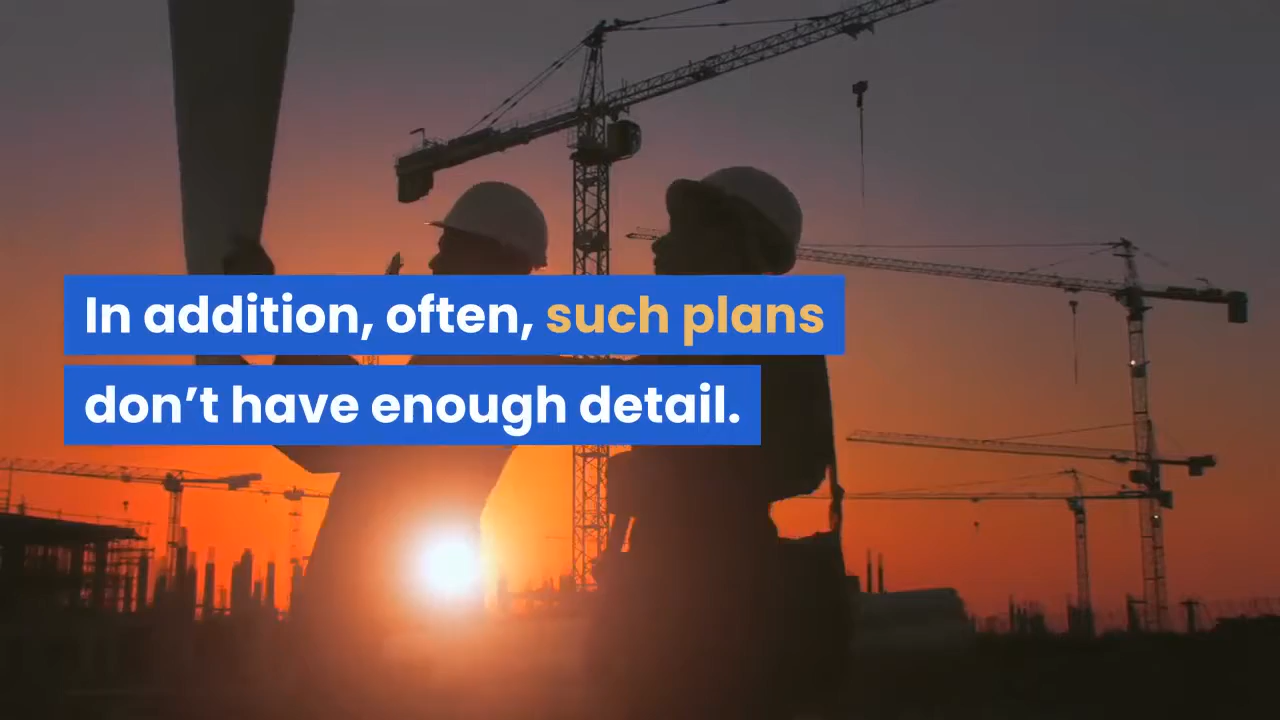 In addition, often, such plans
don’t have enough detail.